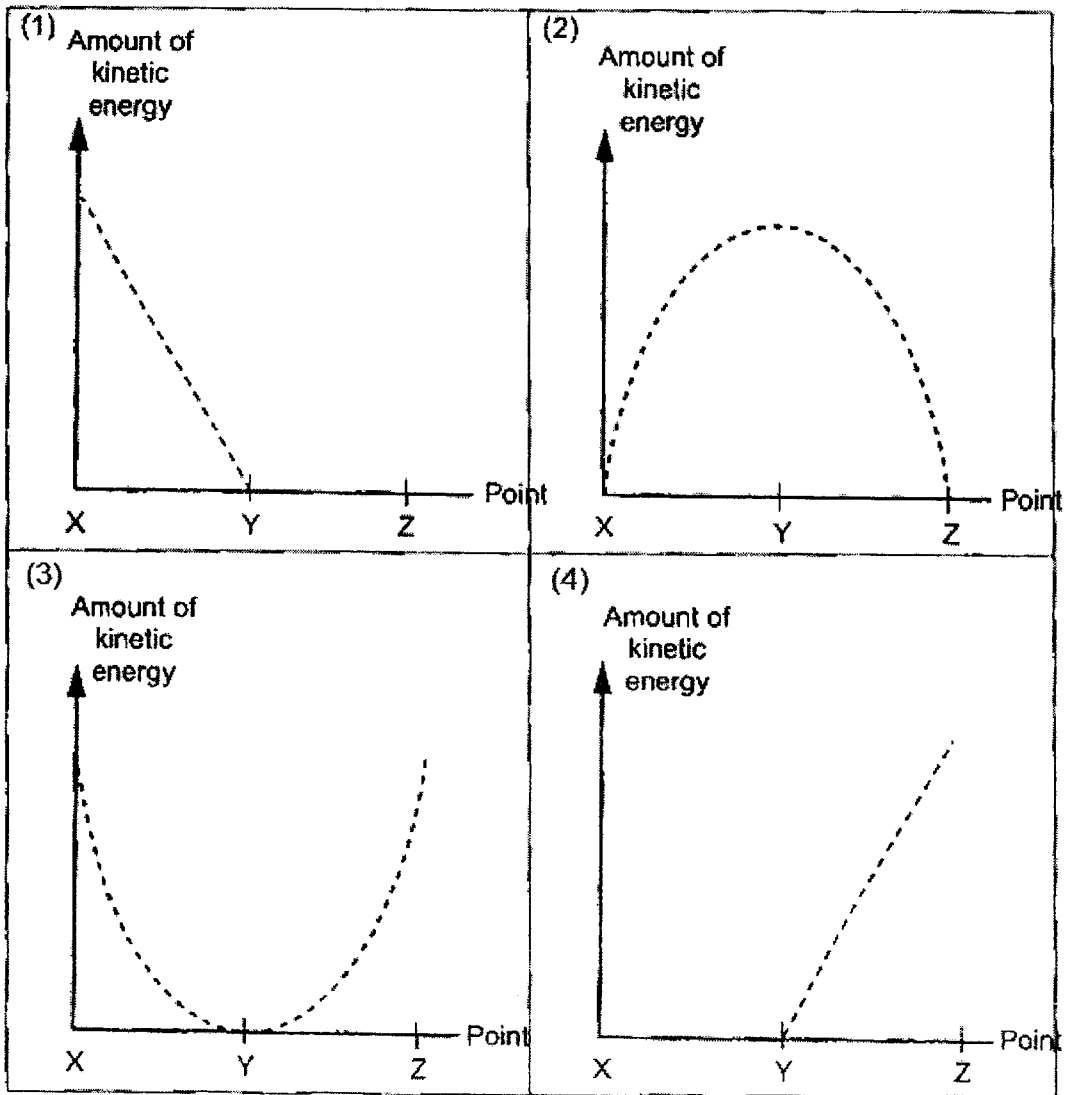 (1)
Amount of
kinetic
energy
Point
X Y Z
(2)
Amount of
kinetic
energy
Point
X Y Z
(3)
Amount of
kinetic
energy
Point
X Y Z
(4)
Amount of
kinetic
energy
Point
X Y Z